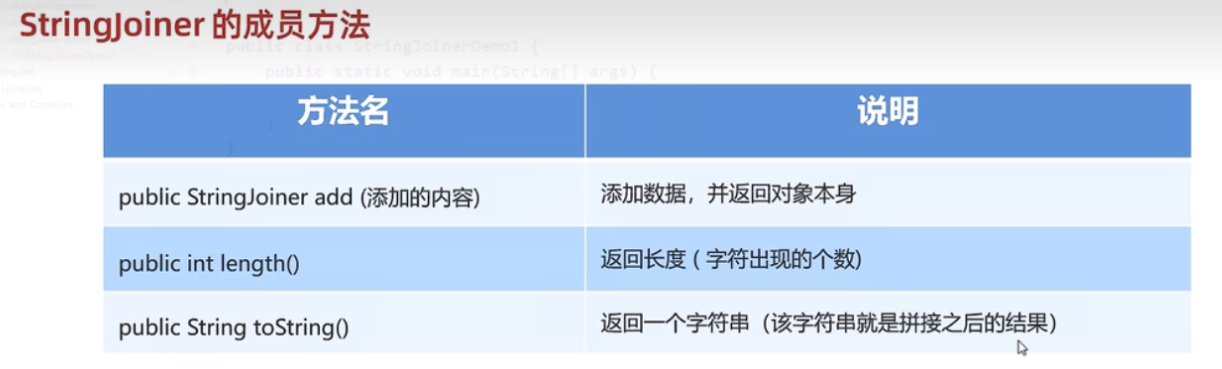 StringJoiner 的成员方法
public class StringJoinerDemo1 {
public static void main(String[] args) {
}
}
方法名 说明
public StringJoiner add (添加的内容) 添加数据，并返回对象本身
public int length() 返回长度 ( 字符出现的个数)
public String toString() 返回一个字符串（该字符串就是拼接之后的结果）